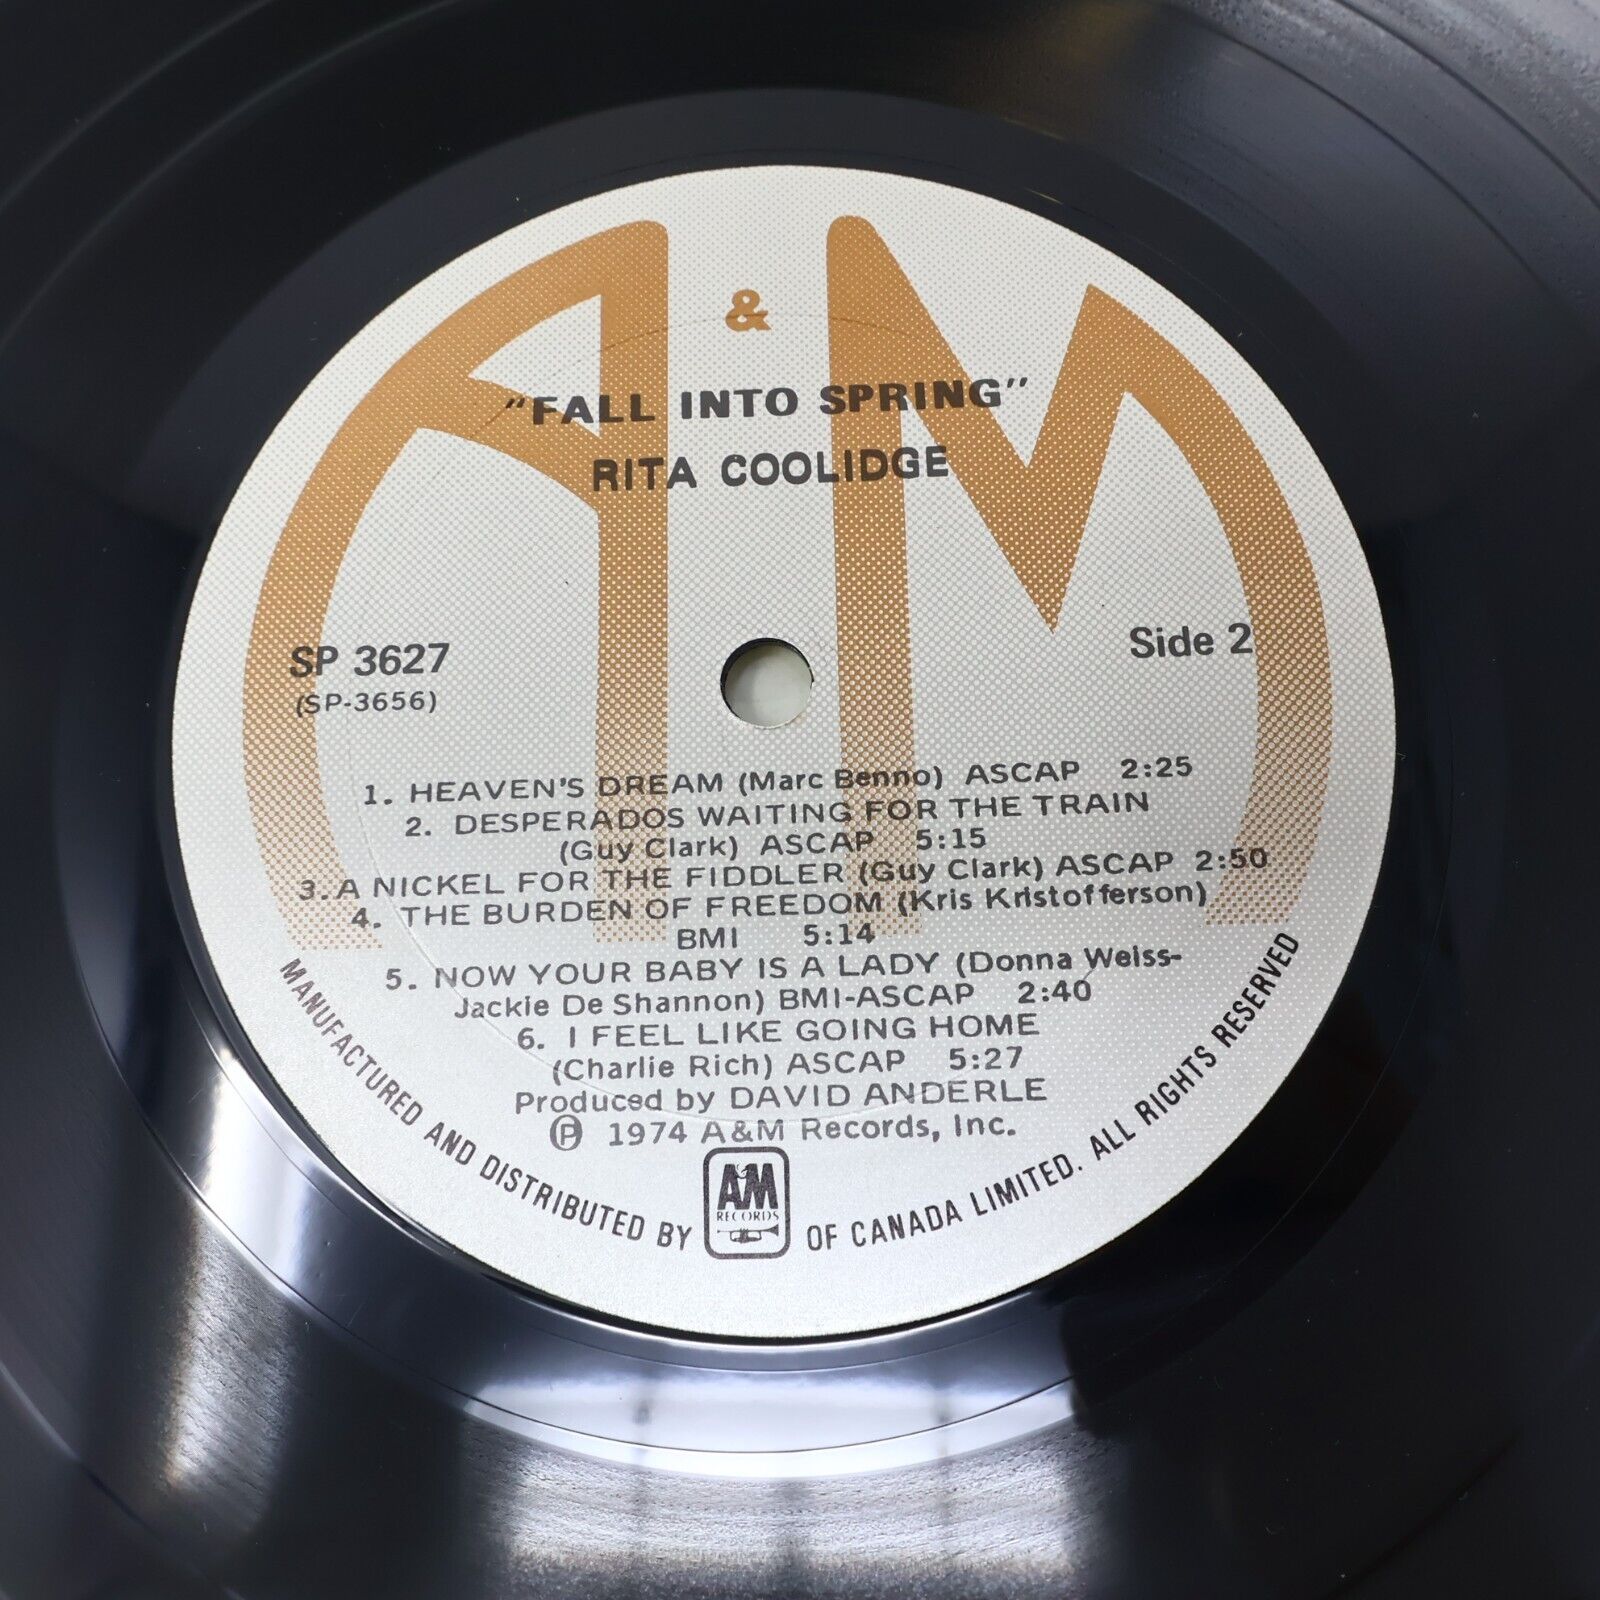 A & M
"FALL INTO SPRING"
RITA COOLIDGE
SP 3627
(SP-3656)
Side 2
1. HEAVEN'S DREAM (Marc Benno) ASCAP 2:25
2. DESPERADOS WAITING FOR THE TRAIN
(Guy Clark) ASCAP 5:15
3. A NICKEL FOR THE FIDDLER (Guy Clark) ASCAP 2:50
4. THE BURDEN OF FREEDOM (Kris Kristofferson)
BMI 5:14
5. NOW YOUR BABY IS A LADY (Donna Weiss-
Jackie De Shannon) BMI-ASCAP 2:40
6. I FEEL LIKE GOING HOME
(Charlie Rich) ASCAP 5:27
Produced by DAVID ANDERLE
Ⓟ 1974 A&M Records, Inc.
MANUFACTURED AND DISTRIBUTED BY A&M RECORDS OF CANADA LIMITED. ALL RIGHTS RESERVED